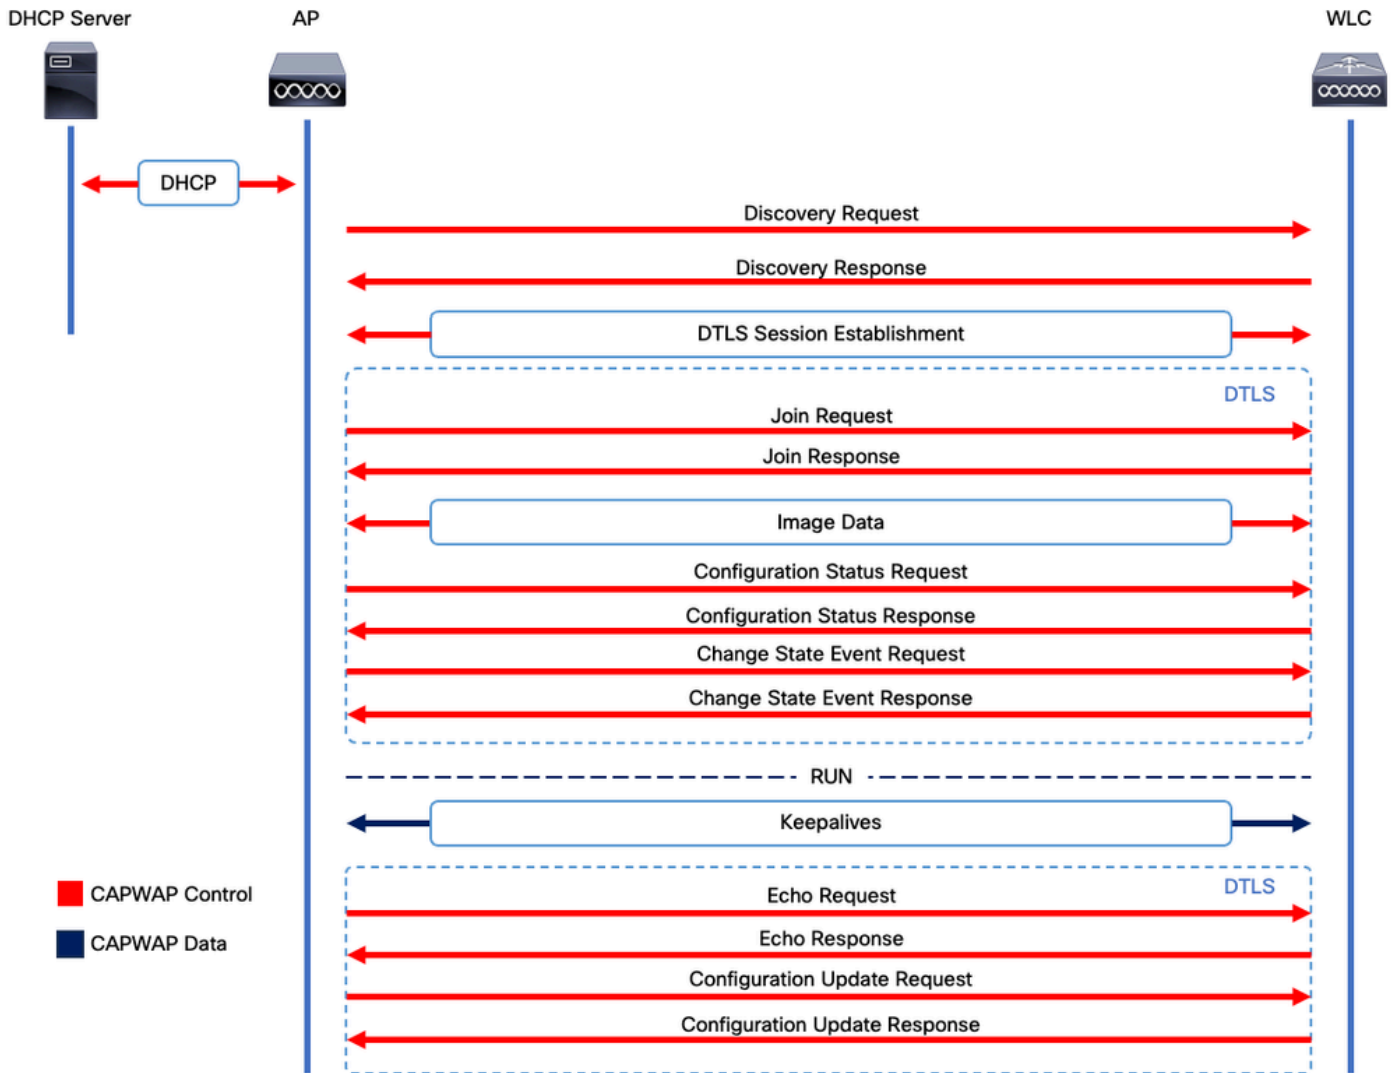 DHCP Server
AP
WLC
DHCP
Discovery Request
Discovery Response
DTLS Session Establishment
DTLS
Join Request
Join Response
Image Data
Configuration Status Request
Configuration Status Response
Change State Event Request
Change State Event Response
RUN
Keepalives
CAPWAP Control
CAPWAP Data
DTLS
Echo Request
Echo Response
Configuration Update Request
Configuration Update Response